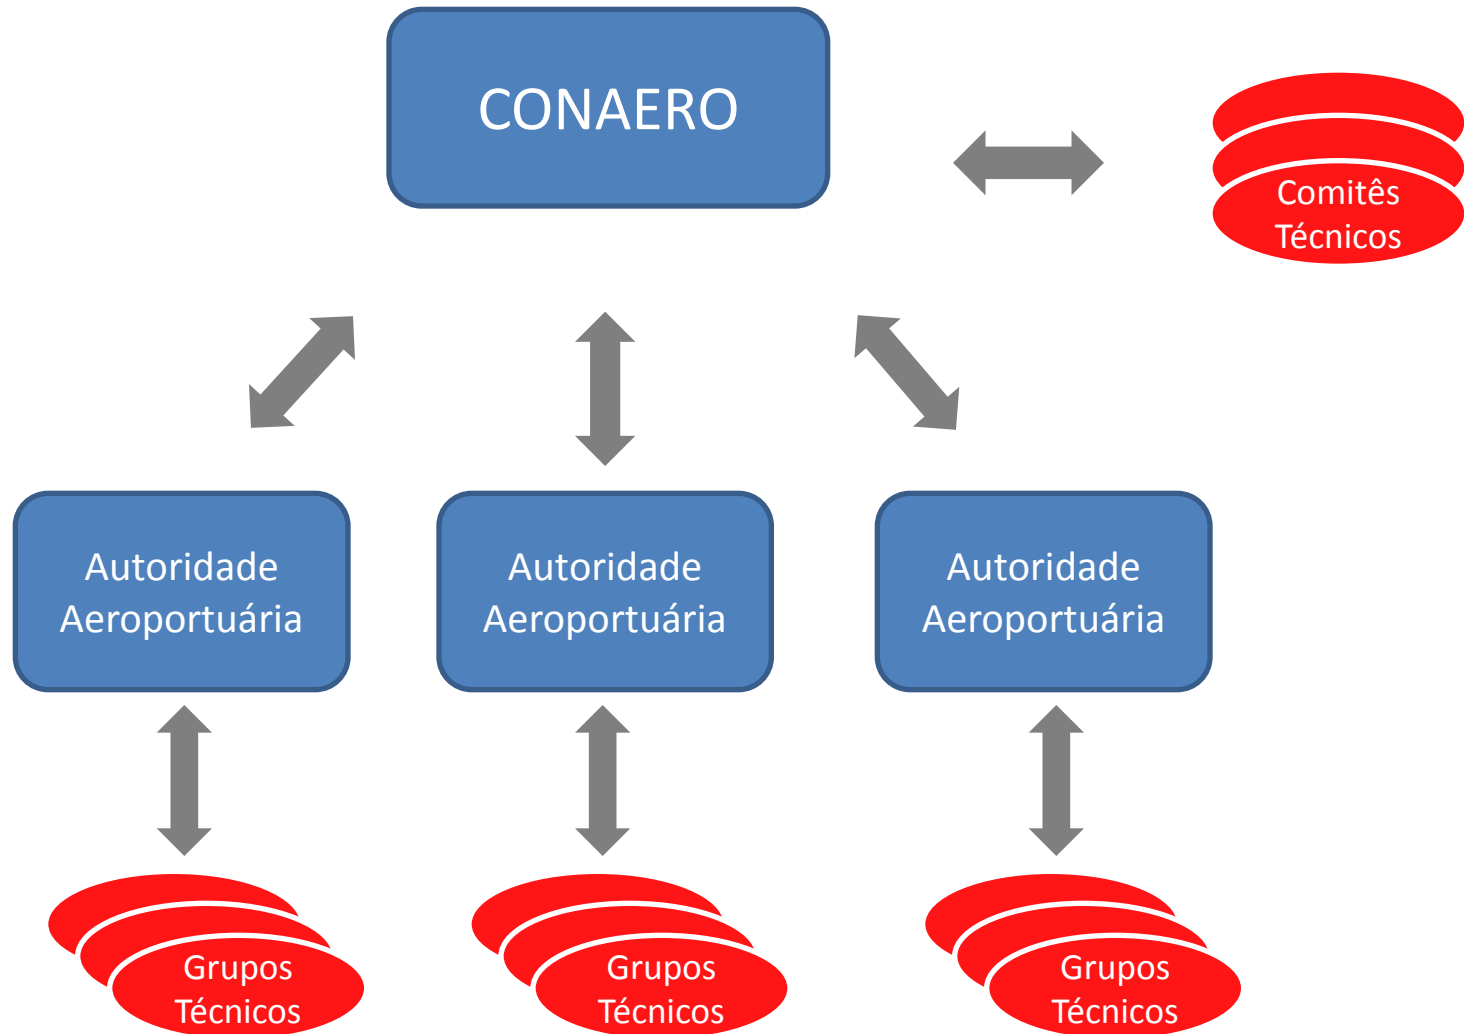 CONAERO
Comitês
Técnicos
Autoridade
Aeroportuária
Autoridade
Aeroportuária
Autoridade
Aeroportuária
Grupos
Técnicos
Grupos
Técnicos
Grupos
Técnicos